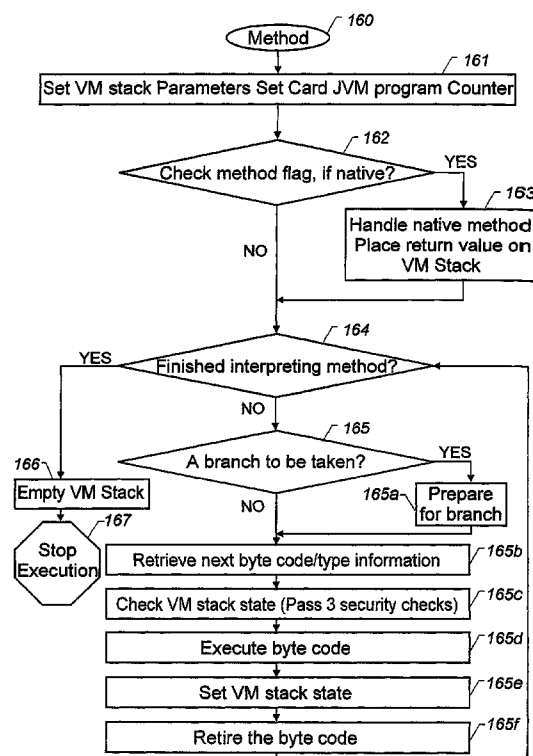 Method
160
161
Set VM stack Parameters Set Card JVM program Counter
162
Check method flag, if native?
YES
163
Handle native method
Place return value on
VM Stack
NO
164
YES
Finished interpreting method?
NO
165
A branch to be taken?
YES
166
Empty VM Stack
165a
Prepare
for branch
NO
167
Stop
Execution
165b
Retrieve next byte code/type information
165c
Check VM stack state (Pass 3 security checks)
165d
Execute byte code
165e
Set VM stack state
165f
Retire the byte code